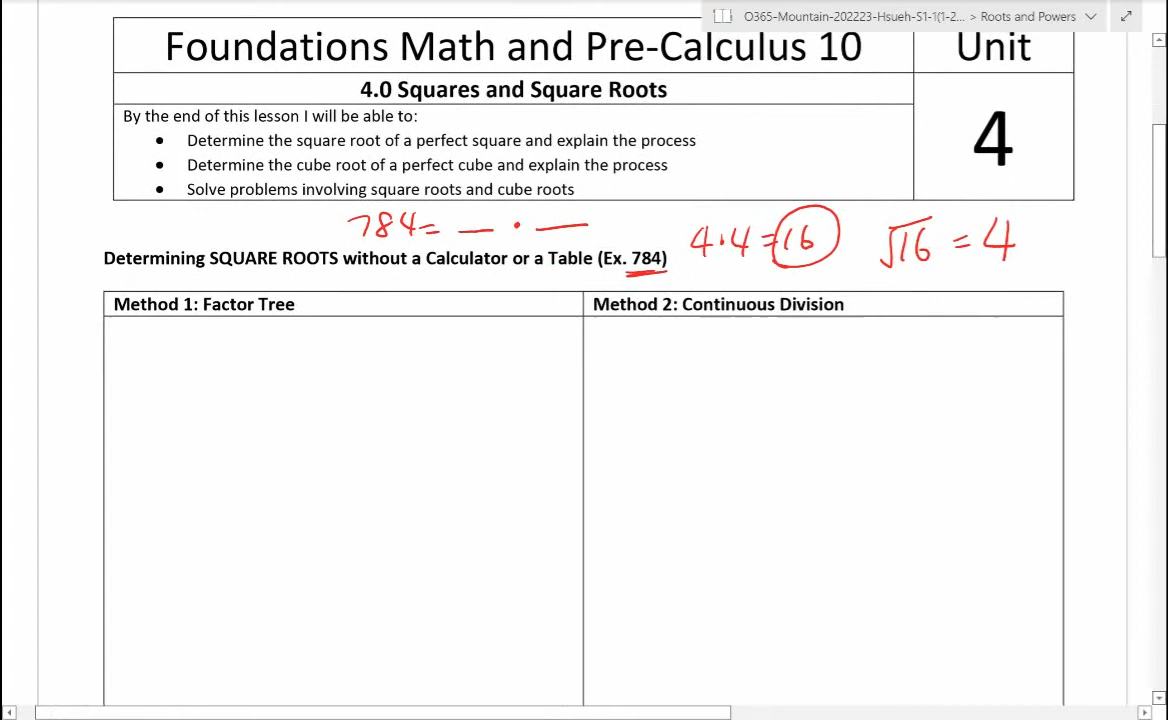 O365-Mountain-202223-Hsueh-S1-1(1-2... > Roots and Powers
Foundations Math and Pre-Calculus 10
Unit
4.0 Squares and Square Roots
4
By the end of this lesson I will be able to:
• Determine the square root of a perfect square and explain the process
• Determine the cube root of a perfect cube and explain the process
• Solve problems involving square roots and cube roots
784= __ · __
4·4=16
√16 = 4
Determining SQUARE ROOTS without a Calculator or a Table (Ex. 784)
Method 1: Factor Tree
Method 2: Continuous Division